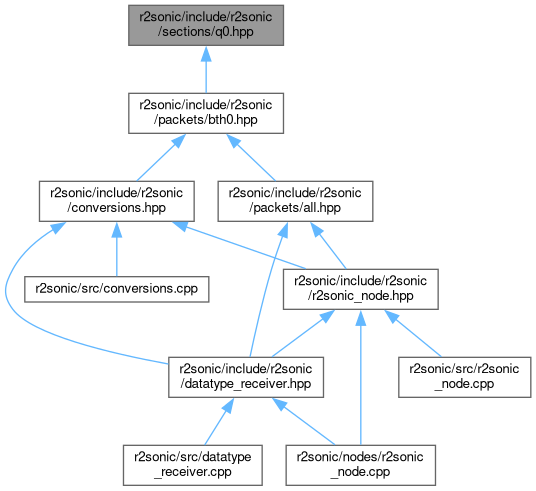 r2sonic/include/r2sonic
/sections/q0.hpp
r2sonic/include/r2sonic
/packets/bth0.hpp
r2sonic/include/r2sonic
/conversions.hpp
r2sonic/include/r2sonic
/packets/all.hpp
r2sonic/src/conversions.cpp
r2sonic/include/r2sonic
/r2sonic_node.hpp
r2sonic/include/r2sonic
/datatype_receiver.hpp
r2sonic/src/r2sonic
_node.cpp
r2sonic/src/datatype
_receiver.cpp
r2sonic/nodes/r2sonic
_node.cpp